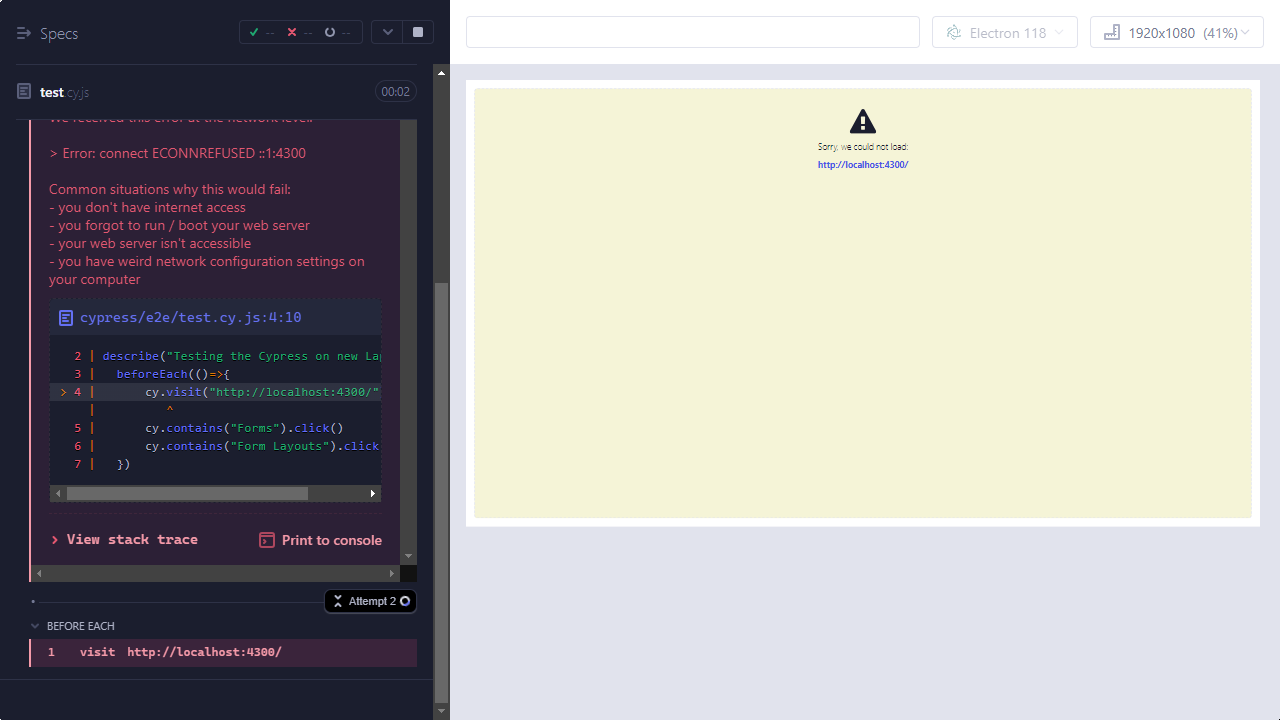 Specs
--
--
--
Electron 118
1920x1080 (41%)
test.cy.js
00:02
We received this error at the network level:
> Error: connect ECONNREFUSED ::1:4300
Common situations why this would fail:
- you don't have internet access
- you forgot to run / boot your web server
- your web server isn't accessible
- you have weird network configuration settings on
your computer
cypress/e2e/test.cy.js:4:10
2 | describe("Testing the Cypress on new La
3 | beforeEach(()=>{
> 4 | cy.visit("http://localhost:4300/"
| ^
5 | cy.contains("Forms").click()
6 | cy.contains("Form Layouts").click
7 | })
> View stack trace
Print to console
Attempt 2
BEFORE EACH
1 visit http://localhost:4300/
Sorry, we could not load:
http://localhost:4300/